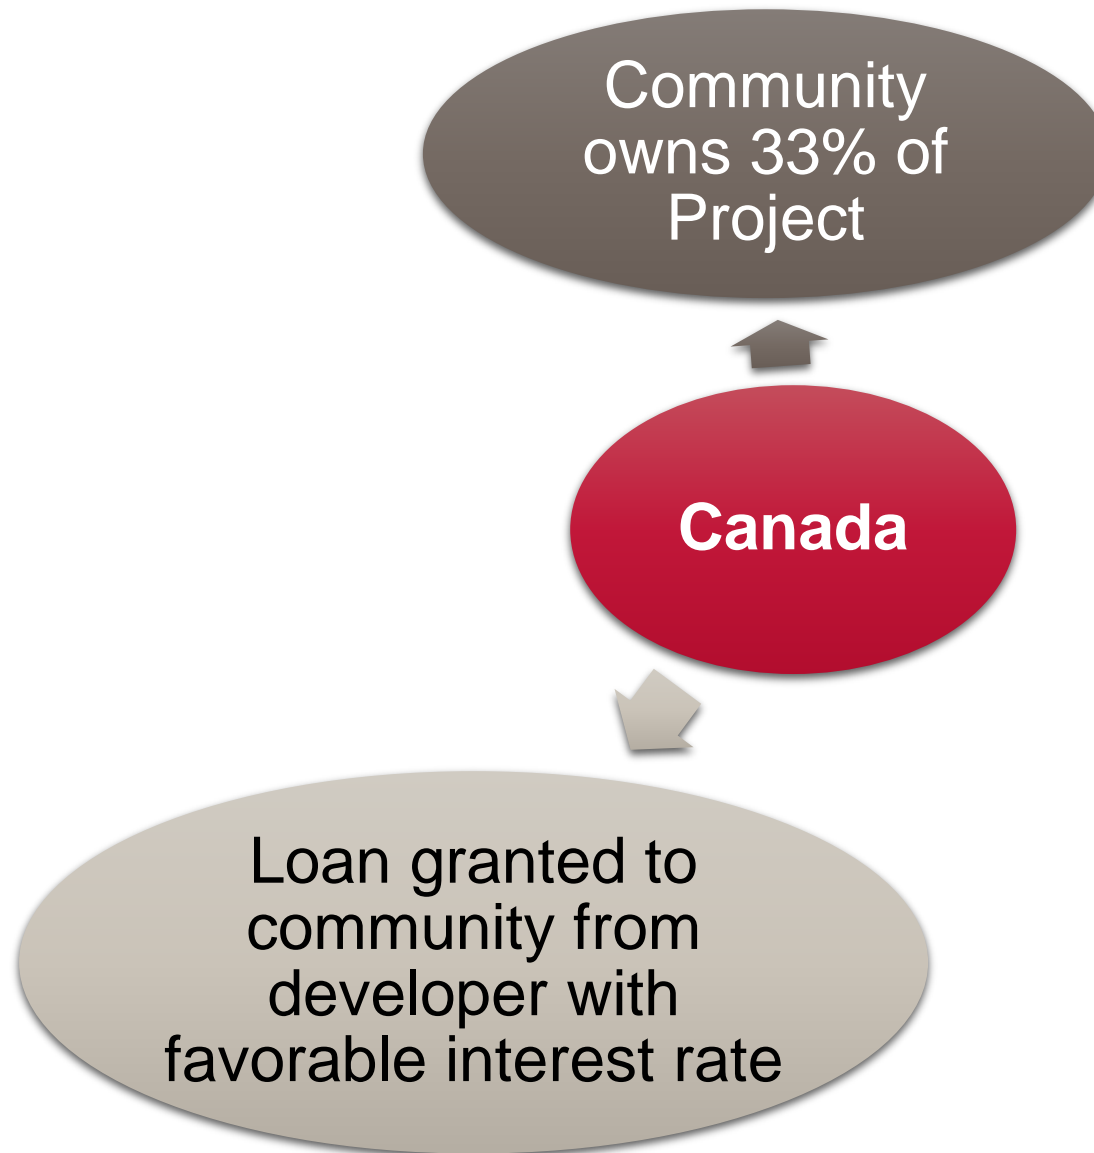 Community
owns 33% of
Project
Canada
Loan granted to
community from
developer with
favorable interest rate